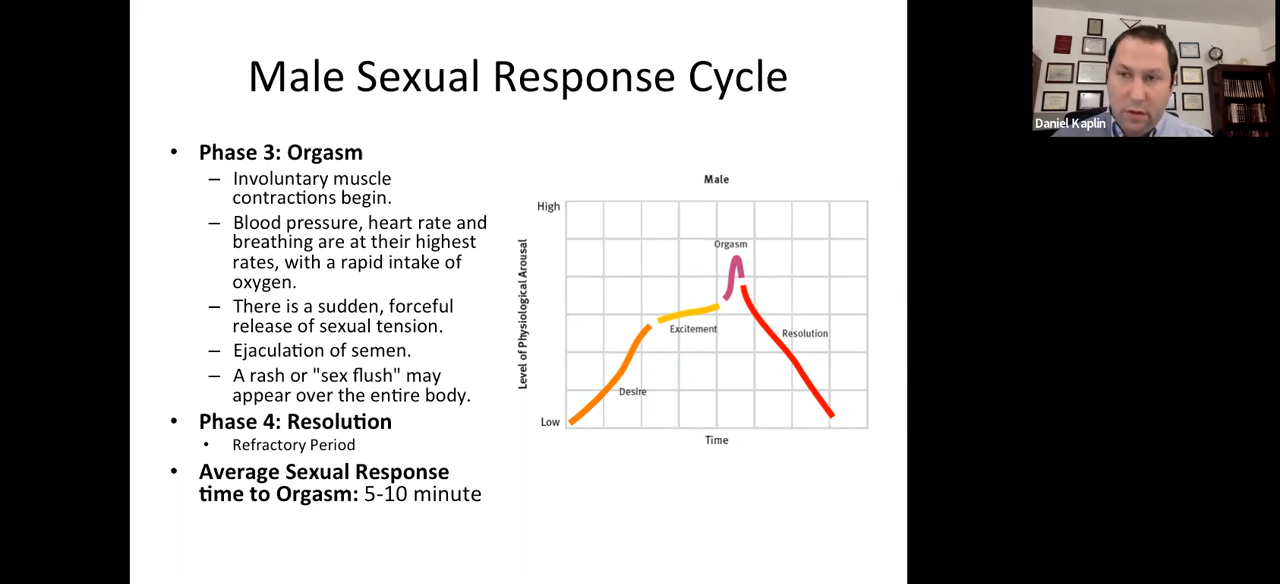 Male Sexual Response Cycle
• Phase 3: Orgasm
– Involuntary muscle
contractions begin.
– Blood pressure, heart rate and
breathing are at their highest
rates, with a rapid intake of
oxygen.
– There is a sudden, forceful
release of sexual tension.
– Ejaculation of semen.
– A rash or "sex flush" may
appear over the entire body.
• Phase 4: Resolution
• Refractory Period
• Average Sexual Response
time to Orgasm: 5-10 minute
Male
High
Level of Physiological Arousal
Low
Orgasm
Excitement
Resolution
Desire
Time
Daniel Kaplin